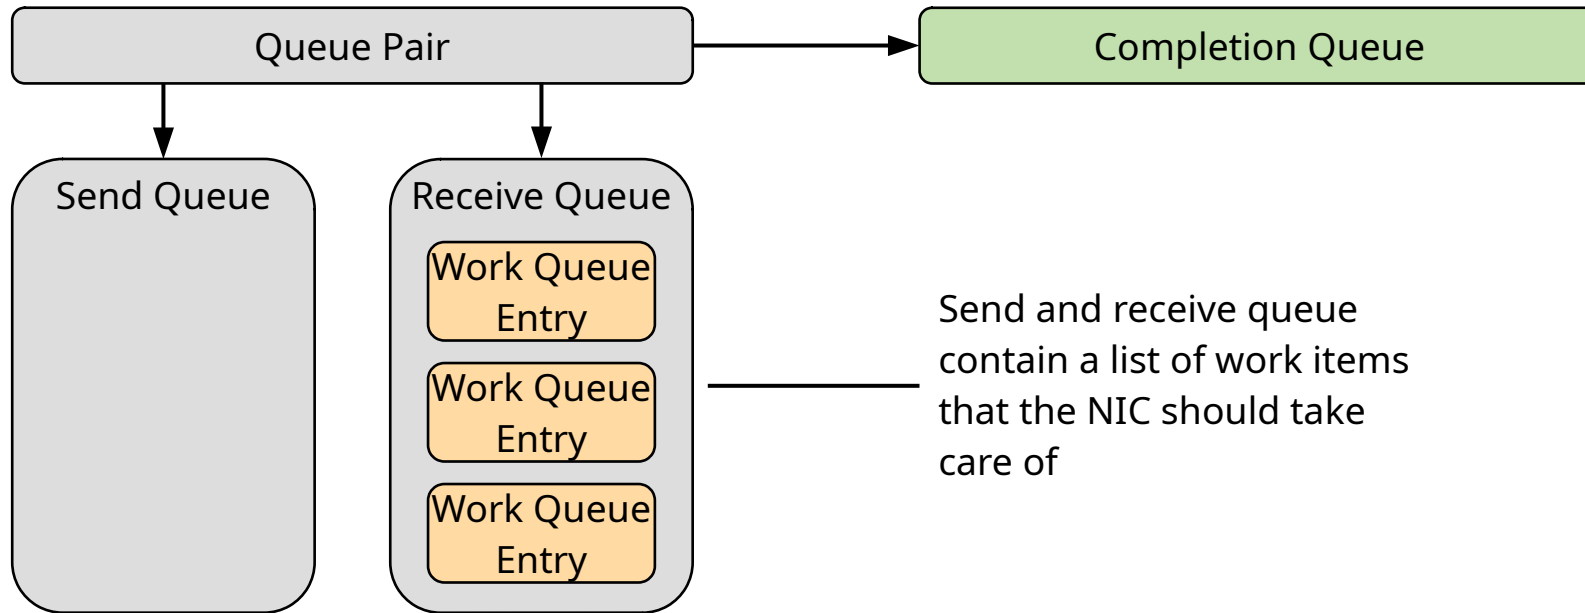 Queue Pair
Completion Queue
Send Queue
Receive Queue
Work Queue
Entry
Work Queue
Entry
Work Queue
Entry
Send and receive queue
contain a list of work items
that the NIC should take
care of